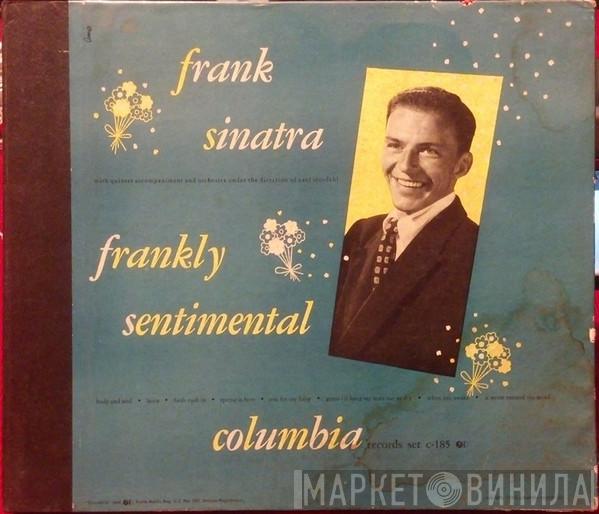 frank
sinatra
with quintet accompaniment and orchestra under the direction of axel stordahl
frankly
sentimental
body and soul • laura • fools rush in • spring is here • one for my baby • guess i'll hang my tears out to dry • when you awake • it never entered my mind
columbia records set c-185
МАРКЕТ ВИНИЛА